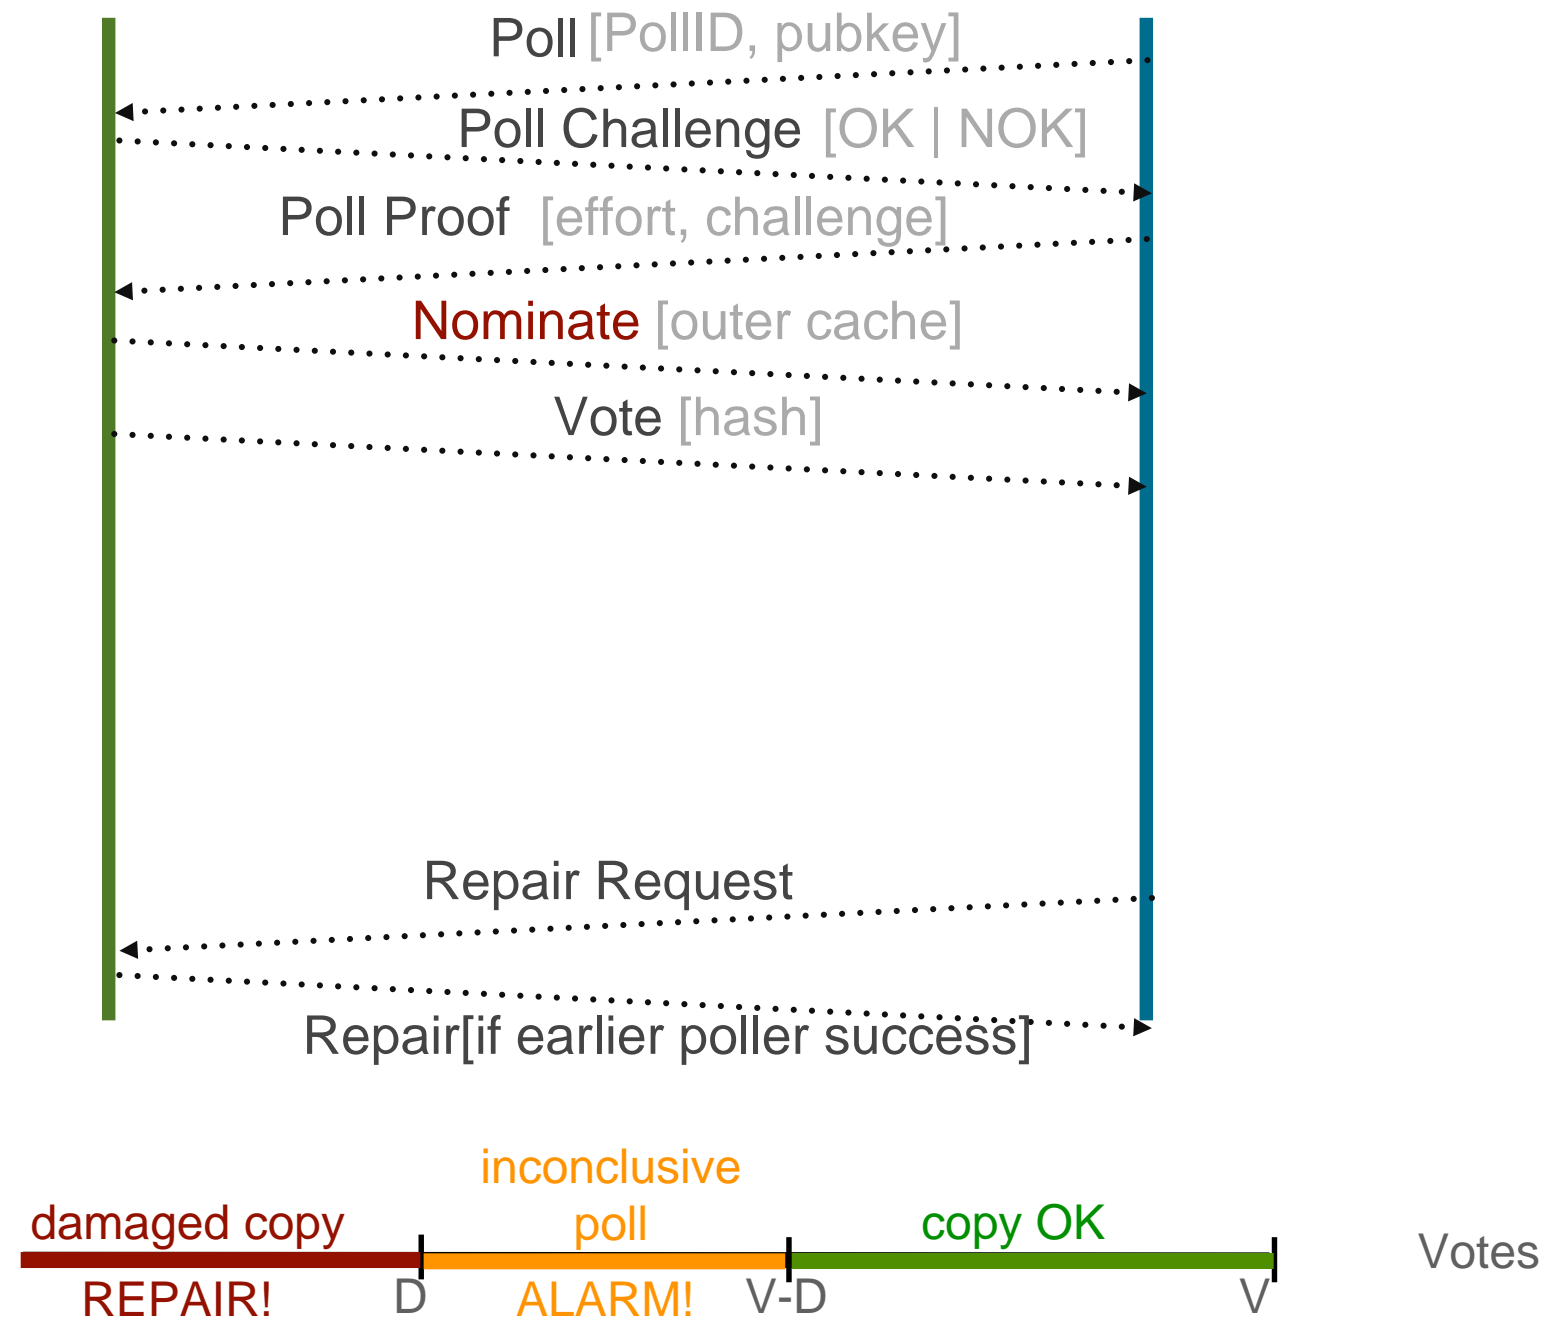 Poll [PollID, pubkey]
Poll Challenge [OK | NOK]
Poll Proof [effort, challenge]
Nominate [outer cache]
Vote [hash]
Repair Request
Repair[if earlier poller success]
inconclusive
damaged copy poll copy OK
Votes
REPAIR! D ALARM! V-D V